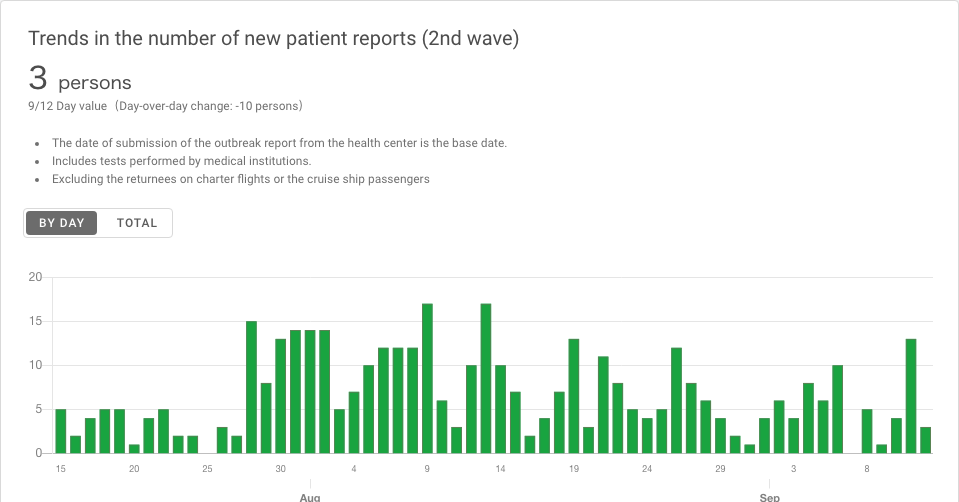 Trends in the number of new patient reports (2nd wave)
3 persons
9/12 Day value（Day-over-day change: -10 persons）
• The date of submission of the outbreak report from the health center is the base date.
• Includes tests performed by medical institutions.
• Excluding the returnees on charter flights or the cruise ship passengers
BY DAY TOTAL
20
15
10
5
0
15 20 25 30 4 9 14 19 24 29 3 8
Aug Sep